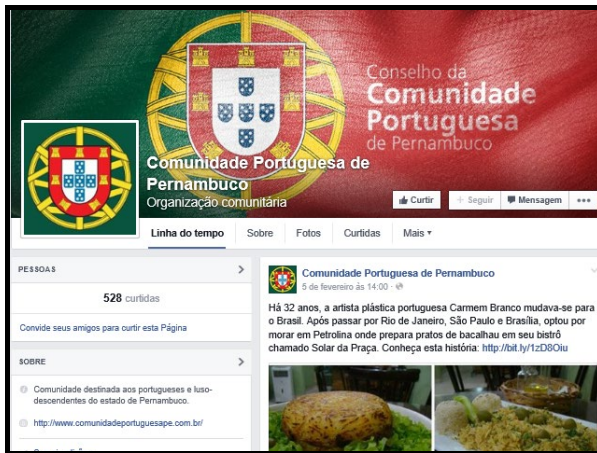 Conselho da
Comunidade
Portuguesa
de Pernambuco
Comunidade Portuguesa de
Pernambuco
Organização comunitária
Curtir
+ Seguir
Mensagem
•••
Linha do tempo
Sobre
Fotos
Curtidas
Mais ▾
PESSOAS
528 curtidas
Convide seus amigos para curtir esta Página
SOBRE
Comunidade destinada aos portugueses e luso-
descendentes do estado de Pernambuco.
http://www.comunidadeportuguesape.com.br/
Comunidade Portuguesa de Pernambuco
5 de fevereiro às 14:00 ·
Há 32 anos, a artista plástica portuguesa Carmem Branco mudava-se para
o Brasil. Após passar por Rio de Janeiro, São Paulo e Brasília, optou por
morar em Petrolina onde prepara pratos de bacalhau em seu bistrô
chamado Solar da Praça. Conheça esta história: http://bit.ly/1zD8Oiu